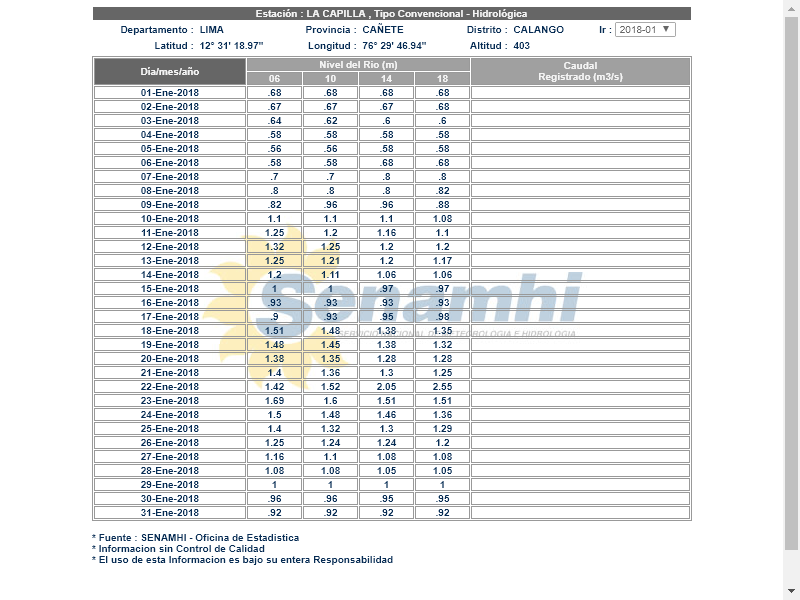 Estación : LA CAPILLA , Tipo Convencional - Hidrológica
Departamento : LIMA Provincia : CAÑETE Distrito : CALANGO Ir : 2018-01
Latitud : 12° 31' 18.97" Longitud : 76° 29' 46.94" Altitud : 403
Día/mes/año Nivel del Río (m) Caudal Registrado (m3/s)
06 10 14 18
01-Ene-2018 .68 .68 .68 .68
02-Ene-2018 .67 .67 .67 .68
03-Ene-2018 .64 .62 .6 .6
04-Ene-2018 .58 .58 .58 .58
05-Ene-2018 .56 .56 .58 .58
06-Ene-2018 .58 .58 .68 .68
07-Ene-2018 .7 .7 .8 .8
08-Ene-2018 .8 .8 .8 .82
09-Ene-2018 .82 .96 .96 .88
10-Ene-2018 1.1 1.1 1.1 1.08
11-Ene-2018 1.25 1.2 1.16 1.1
12-Ene-2018 1.32 1.25 1.2 1.2
13-Ene-2018 1.25 1.21 1.2 1.17
14-Ene-2018 1.2 1.11 1.06 1.06
15-Ene-2018 1 1 .97 .97
16-Ene-2018 .93 .93 .93 .93
17-Ene-2018 .9 .93 .95 .98
18-Ene-2018 1.51 1.48 1.38 1.35
19-Ene-2018 1.48 1.45 1.38 1.32
20-Ene-2018 1.38 1.35 1.28 1.28
21-Ene-2018 1.4 1.36 1.3 1.25
22-Ene-2018 1.42 1.52 2.05 2.55
23-Ene-2018 1.69 1.6 1.51 1.51
24-Ene-2018 1.5 1.48 1.46 1.36
25-Ene-2018 1.4 1.32 1.3 1.29
26-Ene-2018 1.25 1.24 1.24 1.2
27-Ene-2018 1.16 1.1 1.08 1.08
28-Ene-2018 1.08 1.08 1.05 1.05
29-Ene-2018 1 1 1 1
30-Ene-2018 .96 .96 .95 .95
31-Ene-2018 .92 .92 .92 .92
Senamhi
SERVICIO NACIONAL DE METEOROLOGIA E HIDROLOGIA
* Fuente : SENAMHI - Oficina de Estadistica
* Informacion sin Control de Calidad
* El uso de esta Informacion es bajo su entera Responsabilidad